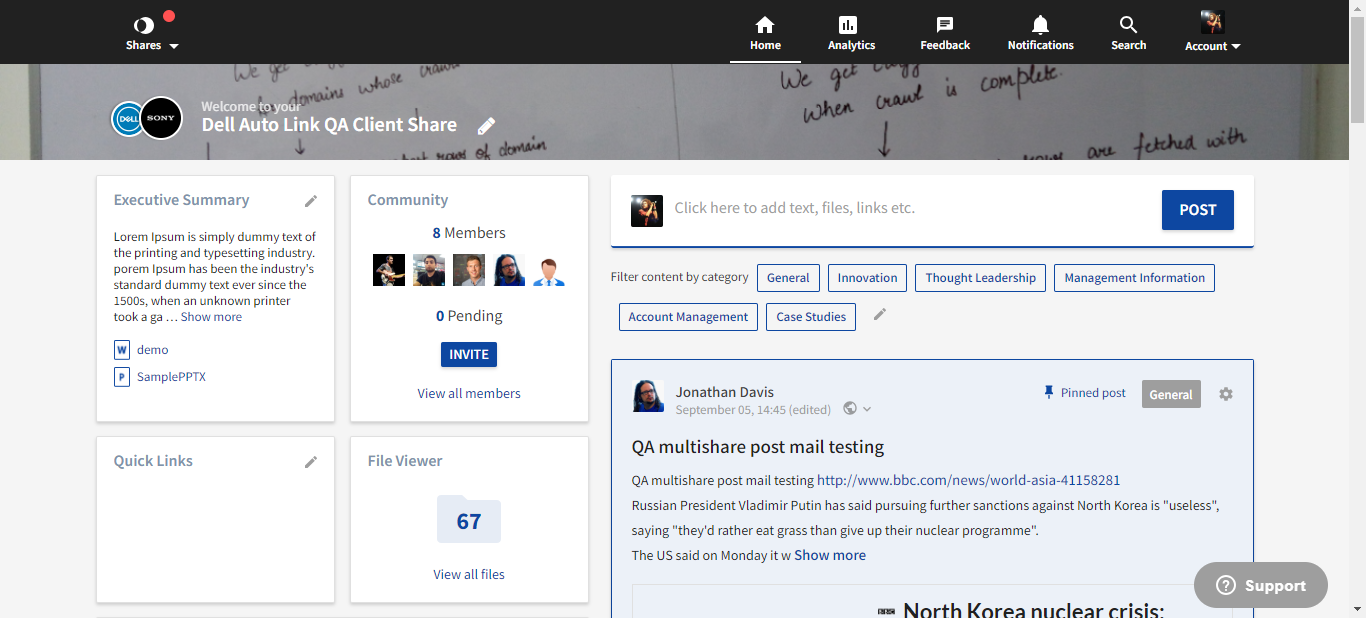 Shares
Home
Analytics
Feedback
Notifications
Search
Account
We get
domains whose crawl
We get
when crawl is complete.
rows of domain
rows are fetched with
DELL
SONY
Welcome to your
Dell Auto Link QA Client Share
Executive Summary
Lorem Ipsum is simply dummy text of
the printing and typesetting industry.
porem Ipsum has been the industry's
standard dummy text ever since the
1500s, when an unknown printer
took a ga ... Show more
W demo
P SamplePPTX
Community
8 Members
0 Pending
INVITE
View all members
Quick Links
File Viewer
67
View all files
Click here to add text, files, links etc.
POST
Filter content by category General Innovation Thought Leadership Management Information
Account Management Case Studies
Jonathan Davis
September 05, 14:45 (edited)
Pinned post
General
QA multishare post mail testing
QA multishare post mail testing http://www.bbc.com/news/world-asia-41158281
Russian President Vladimir Putin has said pursuing further sanctions against North Korea is "useless",
saying "they'd rather eat grass than give up their nuclear programme".
The US said on Monday it w Show more
BBC North Korea nuclear crisis:
? Support